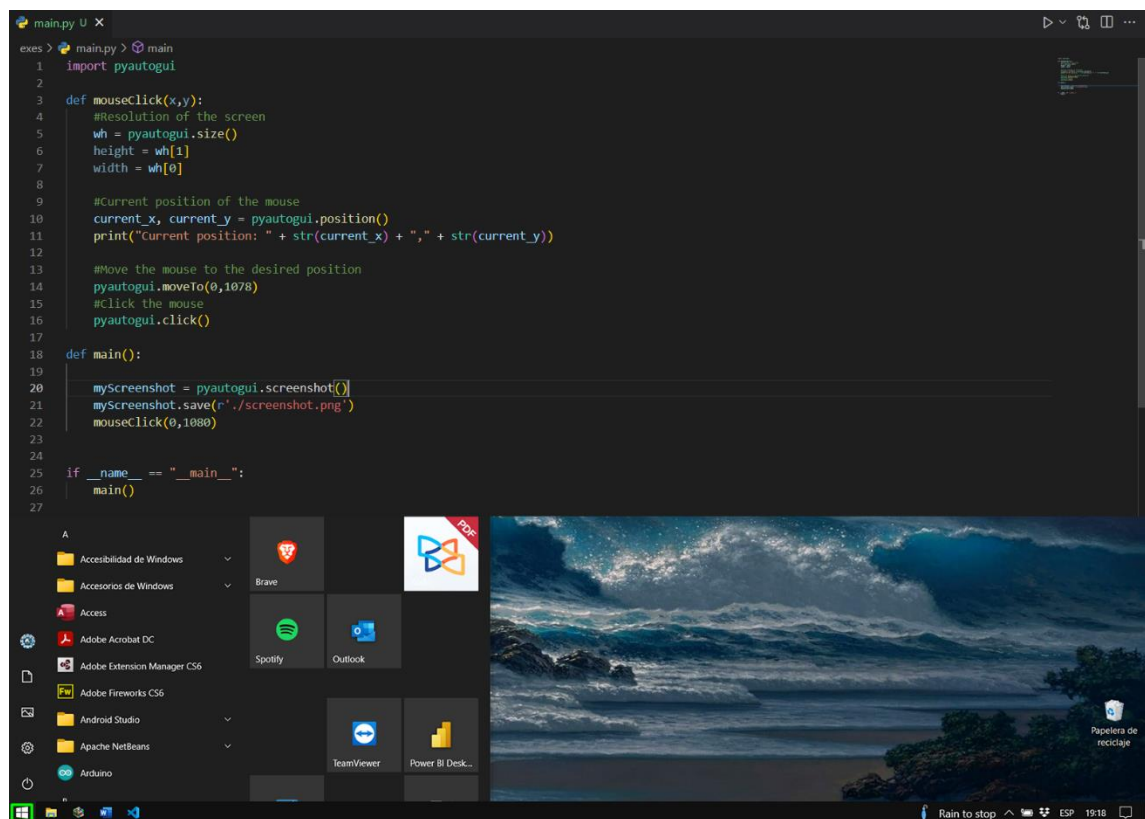 main.py U ×
exes > main.py > main
1 import pyautogui
2
3 def mouseClick(x,y):
4 #Resolution of the screen
5 wh = pyautogui.size()
6 height = wh[1]
7 width = wh[0]
8
9 #Current position of the mouse
10 current_x, current_y = pyautogui.position()
11 print("Current position: " + str(current_x) + "," + str(current_y))
12
13 #Move the mouse to the desired position
14 pyautogui.moveTo(0,1078)
15 #Click the mouse
16 pyautogui.click()
17
18 def main():
19
20 myScreenshot = pyautogui.screenshot()
21 myScreenshot.save(r'./screenshot.png')
22 mouseClick(0,1080)
23
24
25 if __name__ == "__main__":
26 main()
27
A
Accesibilidad de Windows
Accesorios de Windows
Access
Adobe Acrobat DC
Adobe Extension Manager CS6
Fw Adobe Fireworks CS6
Android Studio
Apache NetBeans
Arduino
Brave
PDF
Spotify
Outlook
TeamViewer
Power BI Desk...
Papelera de
reciclaje
Rain to stop ESP 19:18